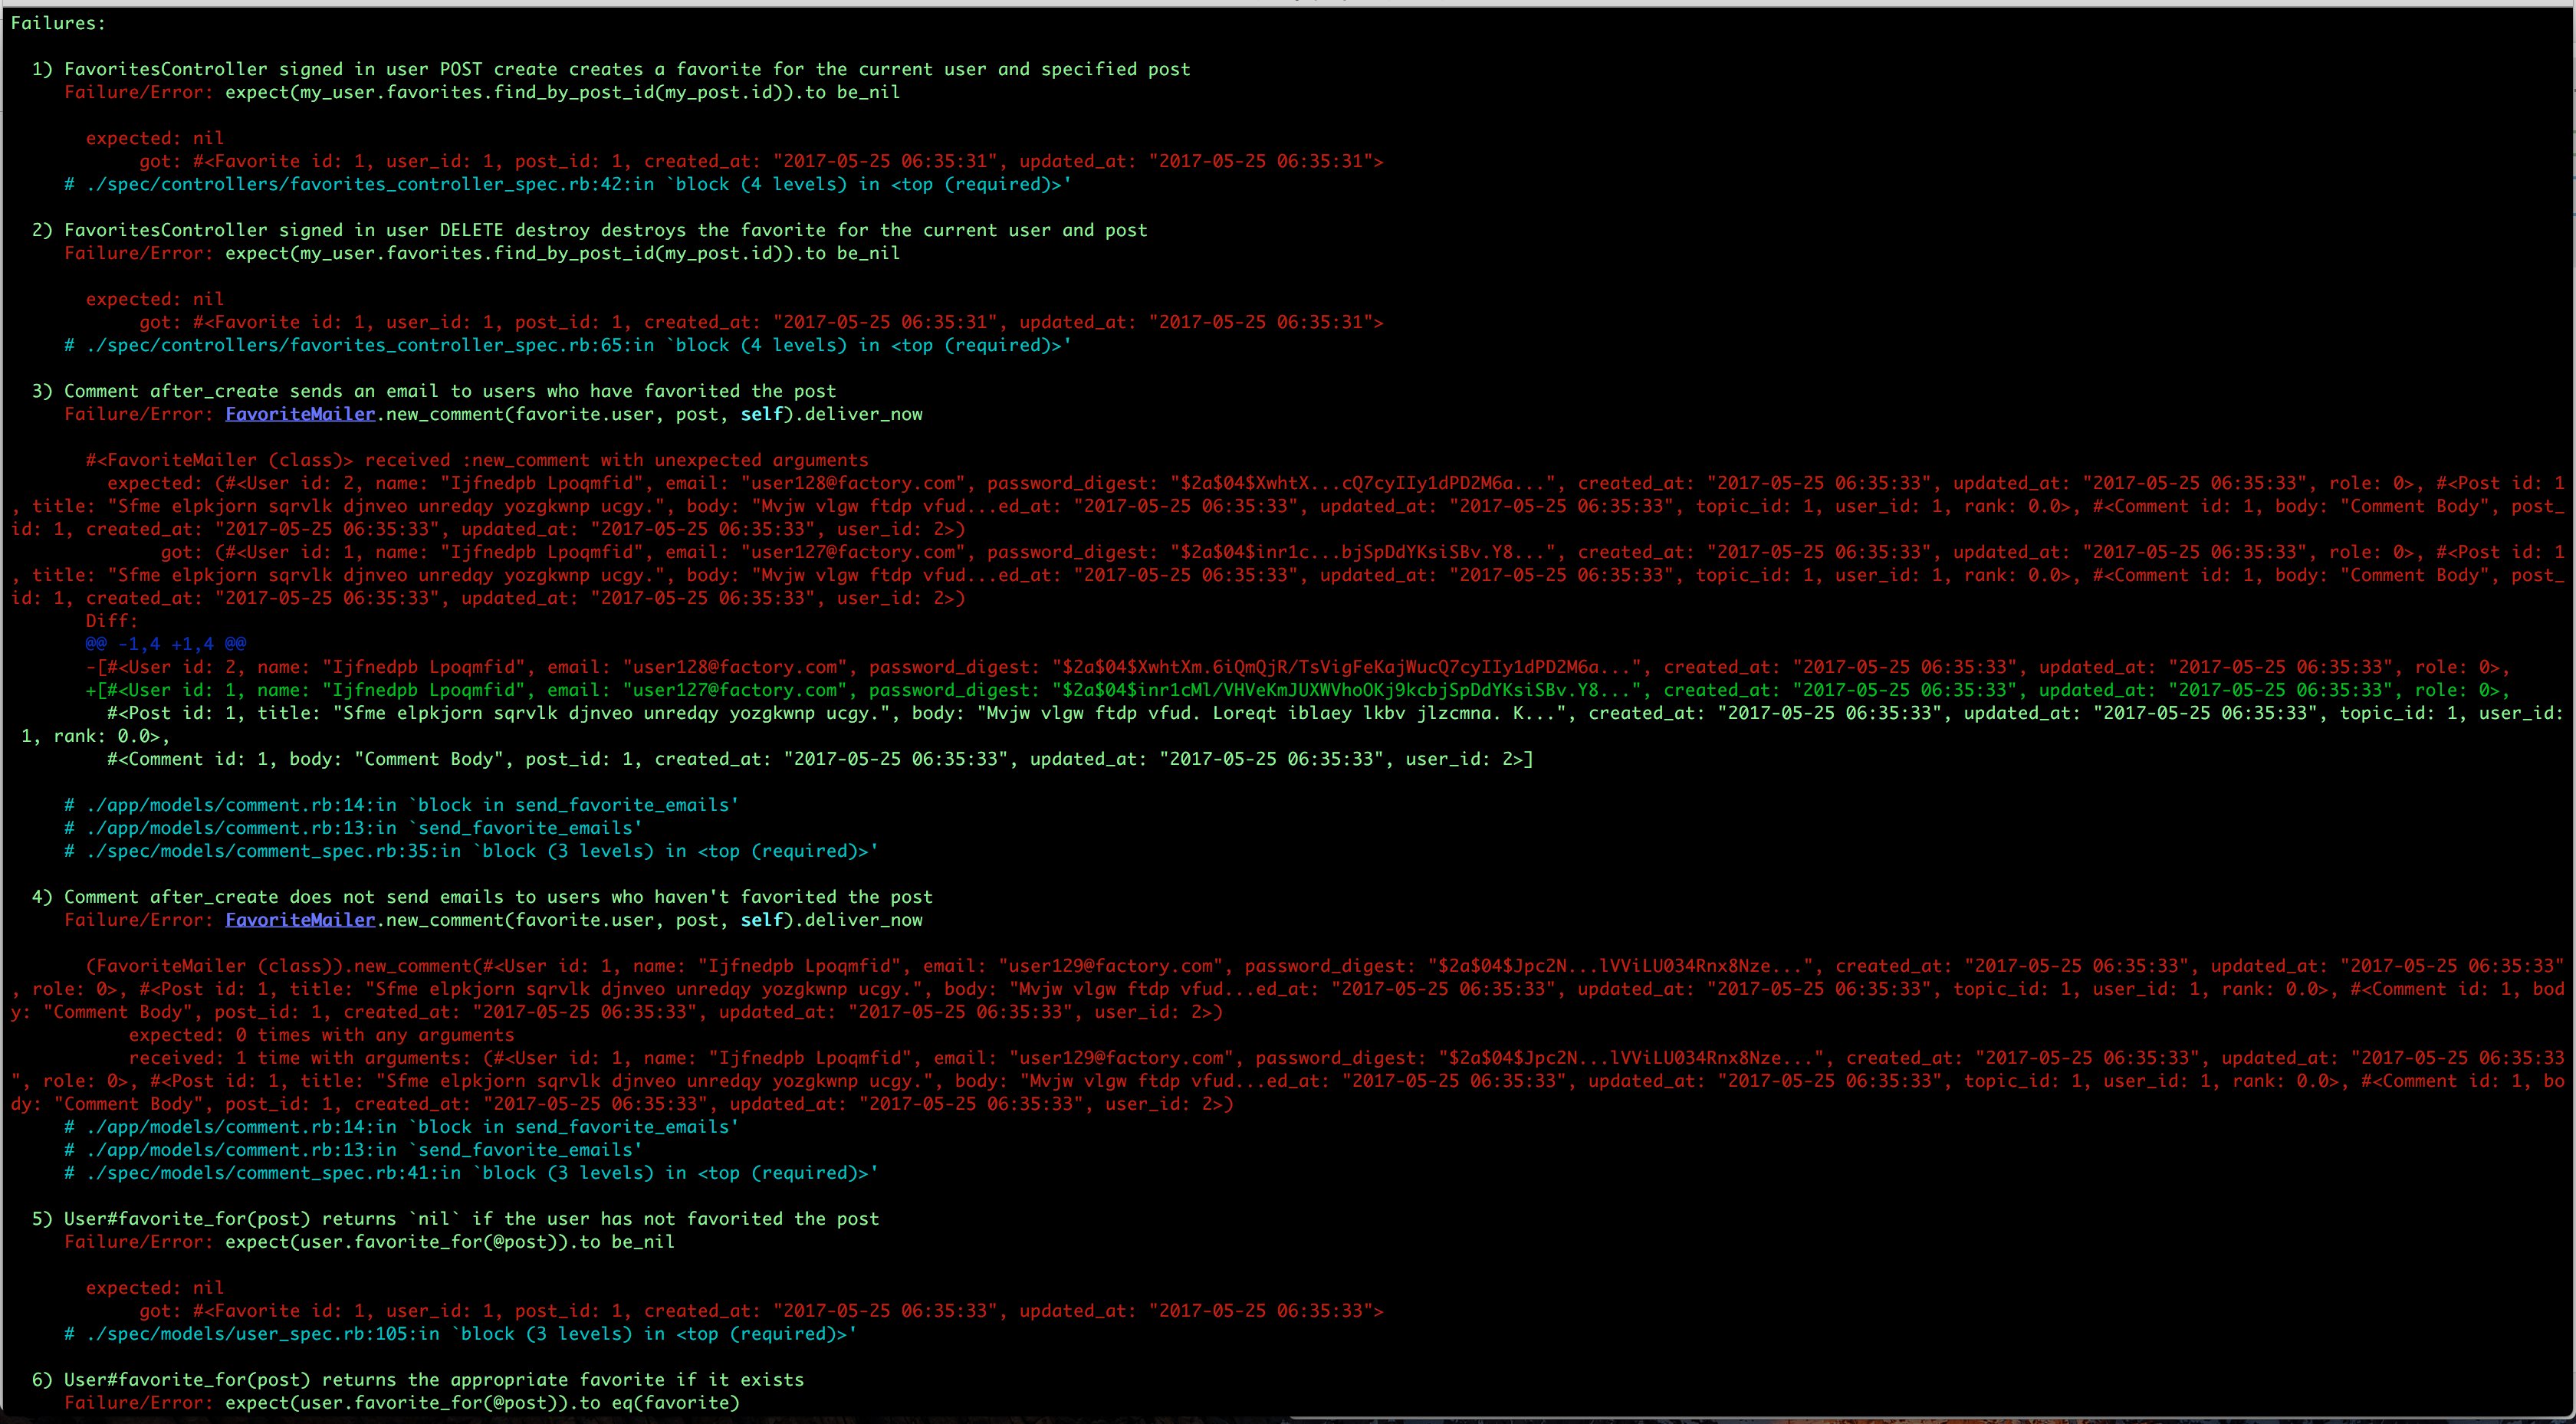 Failures:
1) FavoritesController signed in user POST create creates a favorite for the current user and specified post
Failure/Error: expect(my_user.favorites.find_by_post_id(my_post.id)).to be_nil
expected: nil
got: #<Favorite id: 1, user_id: 1, post_id: 1, created_at: "2017-05-25 06:35:31", updated_at: "2017-05-25 06:35:31">
# ./spec/controllers/favorites_controller_spec.rb:42:in `block (4 levels) in <top (required)>'
2) FavoritesController signed in user DELETE destroy destroys the favorite for the current user and post
Failure/Error: expect(my_user.favorites.find_by_post_id(my_post.id)).to be_nil
expected: nil
got: #<Favorite id: 1, user_id: 1, post_id: 1, created_at: "2017-05-25 06:35:31", updated_at: "2017-05-25 06:35:31">
# ./spec/controllers/favorites_controller_spec.rb:65:in `block (4 levels) in <top (required)>'
3) Comment after_create sends an email to users who have favorited the post
Failure/Error: FavoriteMailer.new_comment(favorite.user, post, self).deliver_now
#<FavoriteMailer (class)> received :new_comment with unexpected arguments
expected: (#<User id: 2, name: "Ijfnedpb Lpoqmfid", email: "user128@factory.com", password_digest: "$2a$04$XwhtX...cQ7cyIIy1dPD2M6a...", created_at: "2017-05-25 06:35:33", updated_at: "2017-05-25 06:35:33", role: 0>, #<Post id: 1
, title: "Sfme elpkjorn sqrvlk djnveo unredqy yozgkwnp ucgy.", body: "Mvjw vlgw ftdp vfud...ed_at: "2017-05-25 06:35:33", updated_at: "2017-05-25 06:35:33", topic_id: 1, user_id: 1, rank: 0.0>, #<Comment id: 1, body: "Comment Body", post_
id: 1, created_at: "2017-05-25 06:35:33", updated_at: "2017-05-25 06:35:33", user_id: 2>)
got: (#<User id: 1, name: "Ijfnedpb Lpoqmfid", email: "user127@factory.com", password_digest: "$2a$04$inr1c...bjSpDdYKsiSBv.Y8...", created_at: "2017-05-25 06:35:33", updated_at: "2017-05-25 06:35:33", role: 0>, #<Post id: 1
, title: "Sfme elpkjorn sqrvlk djnveo unredqy yozgkwnp ucgy.", body: "Mvjw vlgw ftdp vfud...ed_at: "2017-05-25 06:35:33", updated_at: "2017-05-25 06:35:33", topic_id: 1, user_id: 1, rank: 0.0>, #<Comment id: 1, body: "Comment Body", post_
id: 1, created_at: "2017-05-25 06:35:33", updated_at: "2017-05-25 06:35:33", user_id: 2>)
Diff:
@@ -1,4 +1,4 @@
-[#<User id: 2, name: "Ijfnedpb Lpoqmfid", email: "user128@factory.com", password_digest: "$2a$04$XwhtXm.6iQmQjR/TsVigFeKajWucQ7cyIIy1dPD2M6a...", created_at: "2017-05-25 06:35:33", updated_at: "2017-05-25 06:35:33", role: 0>,
+[#<User id: 1, name: "Ijfnedpb Lpoqmfid", email: "user127@factory.com", password_digest: "$2a$04$inr1cMl/VHVeKmJUXWVhoOKj9kcbjSpDdYKsiSBv.Y8...", created_at: "2017-05-25 06:35:33", updated_at: "2017-05-25 06:35:33", role: 0>,
#<Post id: 1, title: "Sfme elpkjorn sqrvlk djnveo unredqy yozgkwnp ucgy.", body: "Mvjw vlgw ftdp vfud. Loreqt iblaey lkbv jlzcmna. K...", created_at: "2017-05-25 06:35:33", updated_at: "2017-05-25 06:35:33", topic_id: 1, user_id:
1, rank: 0.0>,
#<Comment id: 1, body: "Comment Body", post_id: 1, created_at: "2017-05-25 06:35:33", updated_at: "2017-05-25 06:35:33", user_id: 2>]
# ./app/models/comment.rb:14:in `block in send_favorite_emails'
# ./app/models/comment.rb:13:in `send_favorite_emails'
# ./spec/models/comment_spec.rb:35:in `block (3 levels) in <top (required)>'
4) Comment after_create does not send emails to users who haven't favorited the post
Failure/Error: FavoriteMailer.new_comment(favorite.user, post, self).deliver_now
(FavoriteMailer (class)).new_comment(#<User id: 1, name: "Ijfnedpb Lpoqmfid", email: "user129@factory.com", password_digest: "$2a$04$Jpc2N...lVViLU034Rnx8Nze...", created_at: "2017-05-25 06:35:33", updated_at: "2017-05-25 06:35:33"
, role: 0>, #<Post id: 1, title: "Sfme elpkjorn sqrvlk djnveo unredqy yozgkwnp ucgy.", body: "Mvjw vlgw ftdp vfud...ed_at: "2017-05-25 06:35:33", updated_at: "2017-05-25 06:35:33", topic_id: 1, user_id: 1, rank: 0.0>, #<Comment id: 1, bod
y: "Comment Body", post_id: 1, created_at: "2017-05-25 06:35:33", updated_at: "2017-05-25 06:35:33", user_id: 2>)
expected: 0 times with any arguments
received: 1 time with arguments: (#<User id: 1, name: "Ijfnedpb Lpoqmfid", email: "user129@factory.com", password_digest: "$2a$04$Jpc2N...lVViLU034Rnx8Nze...", created_at: "2017-05-25 06:35:33", updated_at: "2017-05-25 06:35:33
", role: 0>, #<Post id: 1, title: "Sfme elpkjorn sqrvlk djnveo unredqy yozgkwnp ucgy.", body: "Mvjw vlgw ftdp vfud...ed_at: "2017-05-25 06:35:33", updated_at: "2017-05-25 06:35:33", topic_id: 1, user_id: 1, rank: 0.0>, #<Comment id: 1, bo
dy: "Comment Body", post_id: 1, created_at: "2017-05-25 06:35:33", updated_at: "2017-05-25 06:35:33", user_id: 2>)
# ./app/models/comment.rb:14:in `block in send_favorite_emails'
# ./app/models/comment.rb:13:in `send_favorite_emails'
# ./spec/models/comment_spec.rb:41:in `block (3 levels) in <top (required)>'
5) User#favorite_for(post) returns `nil` if the user has not favorited the post
Failure/Error: expect(user.favorite_for(@post)).to be_nil
expected: nil
got: #<Favorite id: 1, user_id: 1, post_id: 1, created_at: "2017-05-25 06:35:33", updated_at: "2017-05-25 06:35:33">
# ./spec/models/user_spec.rb:105:in `block (3 levels) in <top (required)>'
6) User#favorite_for(post) returns the appropriate favorite if it exists
Failure/Error: expect(user.favorite_for(@post)).to eq(favorite)